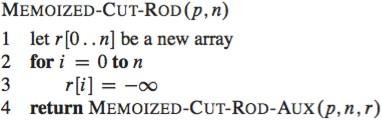 MEMOIZED-CUT-ROD(p, n)
1 let r[0..n] be a new array
2 for i = 0 to n
3 r[i] = −∞
4 return MEMOIZED-CUT-ROD-AUX(p, n, r)